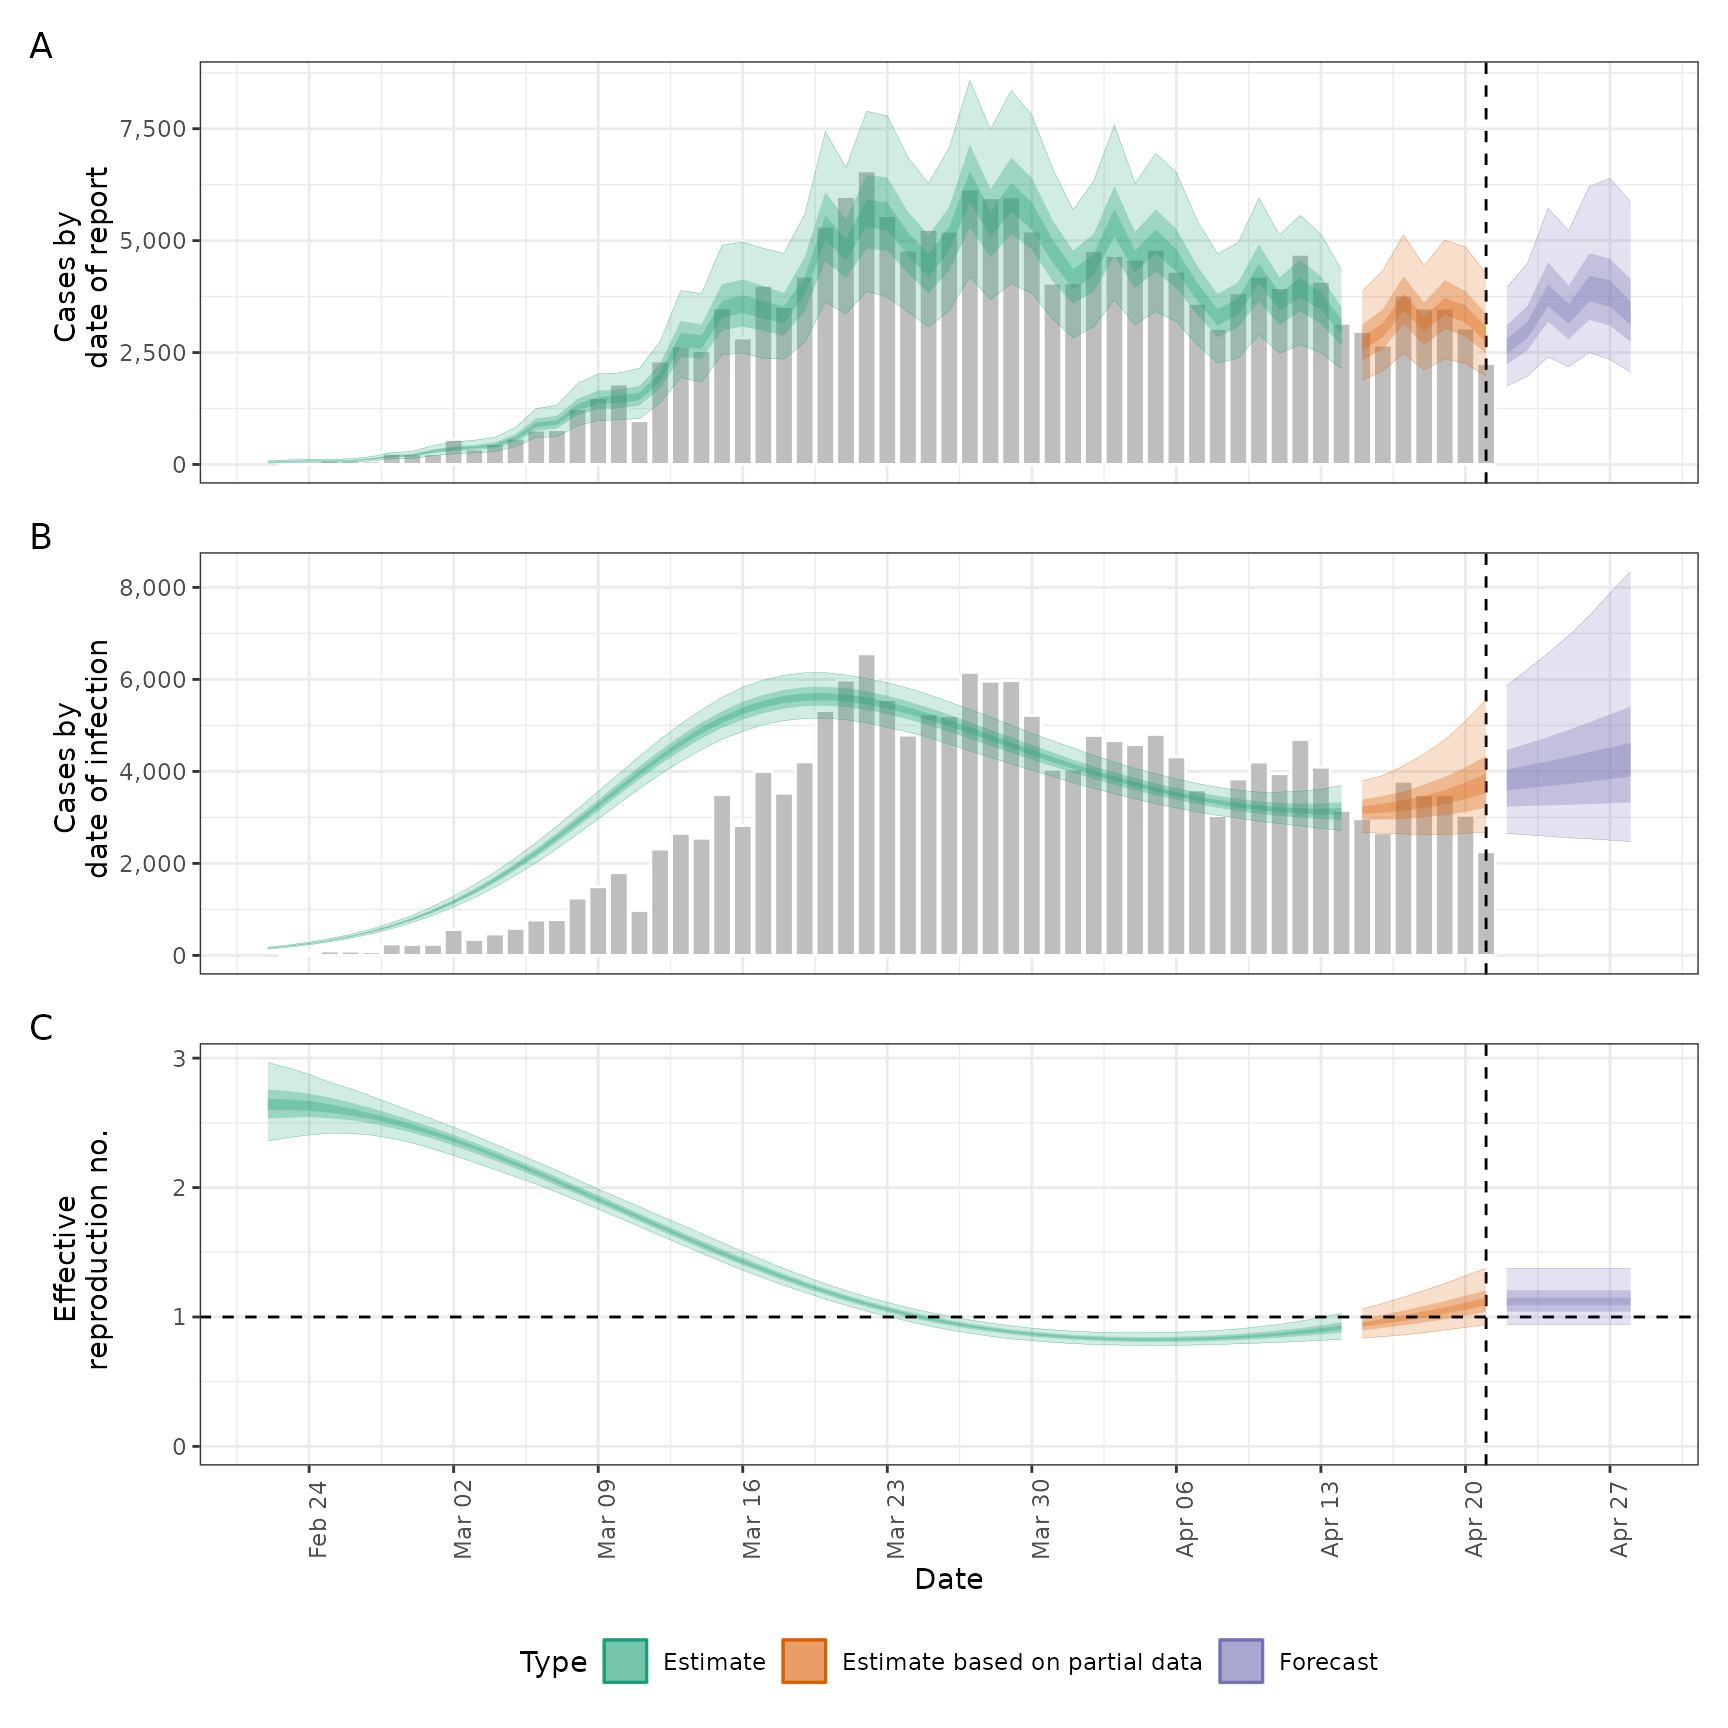 A
Cases by
date of report
7,500
5,000
2,500
0
B
Cases by
date of infection
8,000
6,000
4,000
2,000
0
C
Effective
reproduction no.
3
2
1
0
Feb 24
Mar 02
Mar 09
Mar 16
Mar 23
Mar 30
Apr 06
Apr 13
Apr 20
Apr 27
Date
Type
Estimate
Estimate based on partial data
Forecast